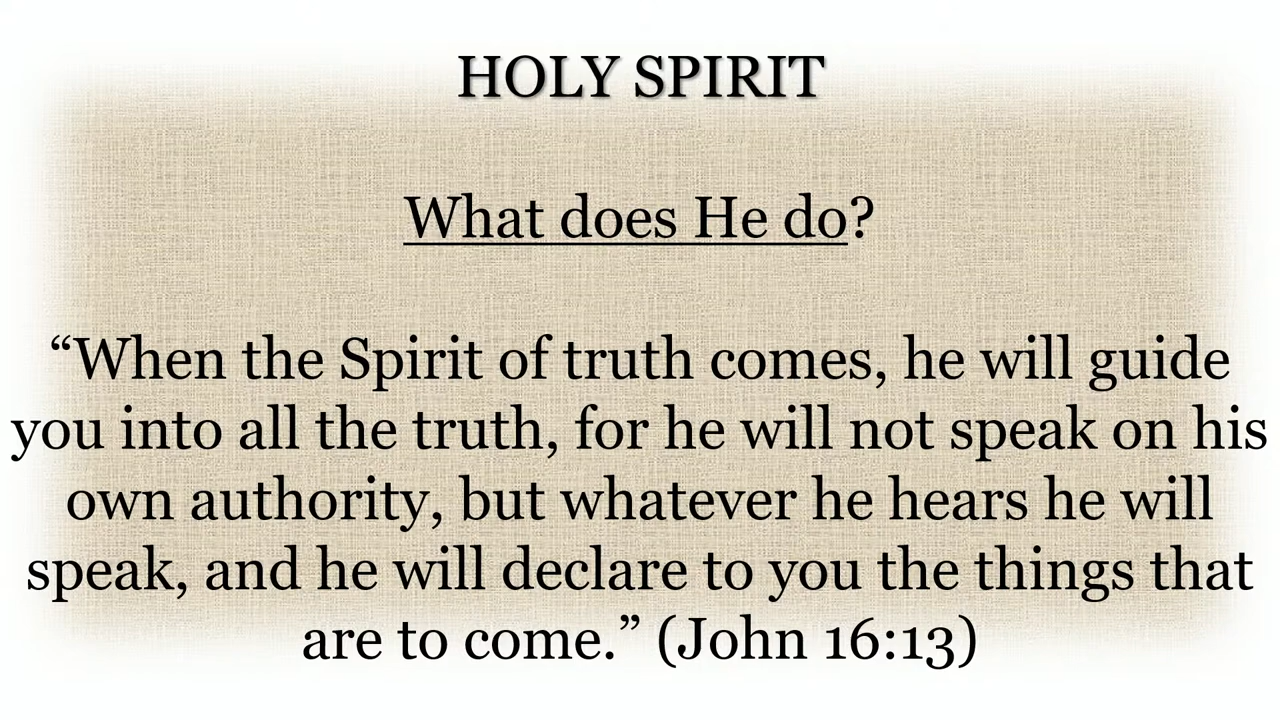 HOLY SPIRIT
What does He do?
“When the Spirit of truth comes, he will guide
you into all the truth, for he will not speak on his
own authority, but whatever he hears he will
speak, and he will declare to you the things that
are to come.” (John 16:13)